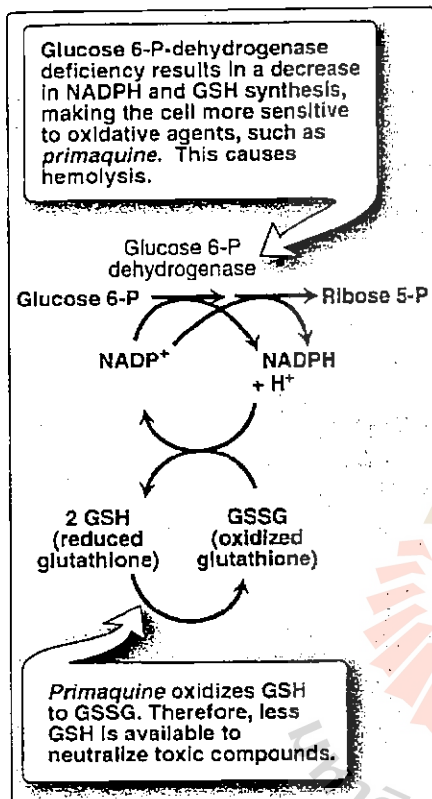 Glucose 6-P-dehydrogenase
deficiency results in a decrease
in NADPH and GSH synthesis,
making the cell more sensitive
to oxidative agents, such as
primaquine. This causes
hemolysis.
Glucose 6-P
dehydrogenase
Glucose 6-P
Ribose 5-P
NADP+
NADPH
+ H+
2 GSH
(reduced
glutathione)
GSSG
(oxidized
glutathione)
Primaquine oxidizes GSH
to GSSG. Therefore, less
GSH is available to
neutralize toxic compounds.